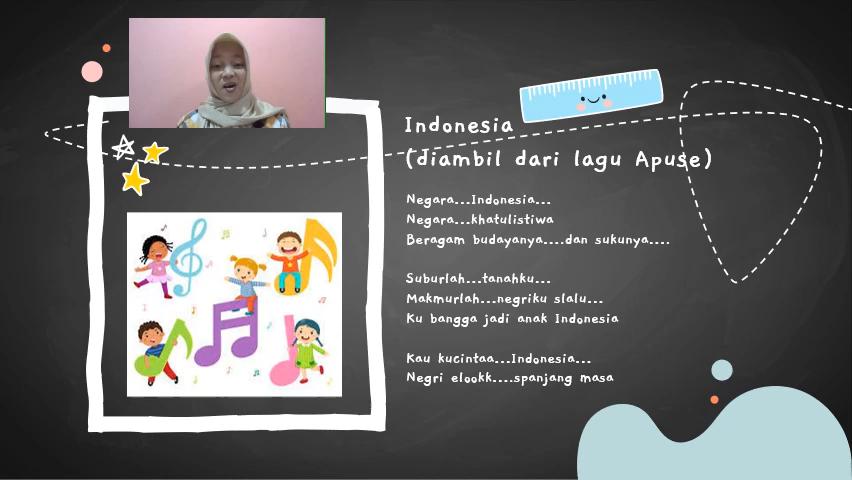 Indonesia
(diambil dari lagu Apuse)
Negara...Indonesia...
Negara...khatulistiwa
Beragam budayanya....dan sukunya....
Suburlah...tanahku...
Makmurlah...negriku slalu...
Ku bangga jadi anak Indonesia
Kau kucintaa...Indonesia...
Negri elookk....spanjang masa